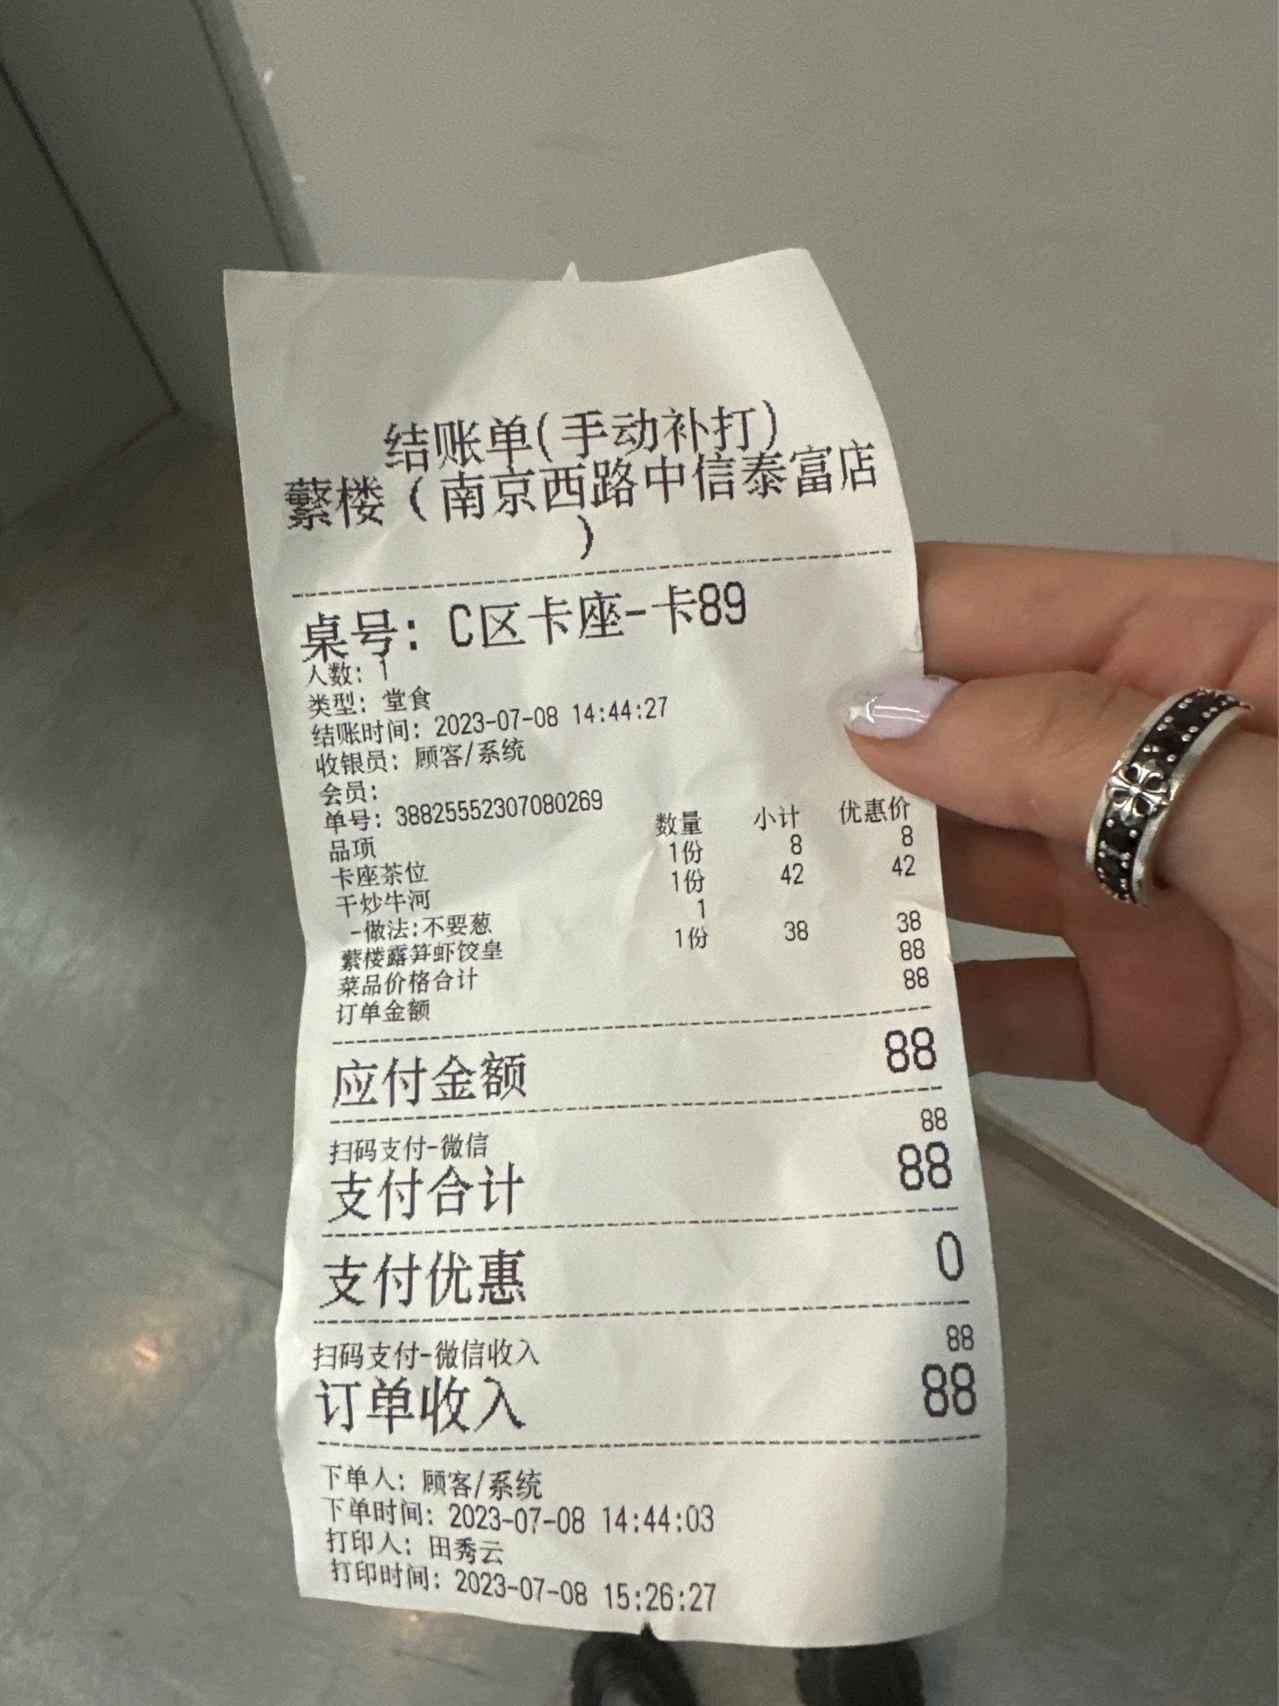 结账单(手动补打)
蘩楼(南京西路中信泰富店
)
桌号: C区卡座-卡89
人数: 1
类型: 堂食
结账时间: 2023-07-08 14:44:27
收银员: 顾客/系统
会员:
单号: 388255523070​80269
品项 数量 小计 优惠价
卡座茶位 1份 8 8
干炒牛河 1份 42 42
-做法:不要葱 1
蘩楼露笋虾饺皇 1份 38 38
菜品价格合计 88
订单金额 88
应付金额 88
扫码支付-微信 88
支付合计 88
支付优惠 0
扫码支付-微信收入 88
订单收入 88
下单人: 顾客/系统
下单时间: 2023-07-08 14:44:03
打印人: 田秀云
打印时间: 2023-07-08 15:26:27